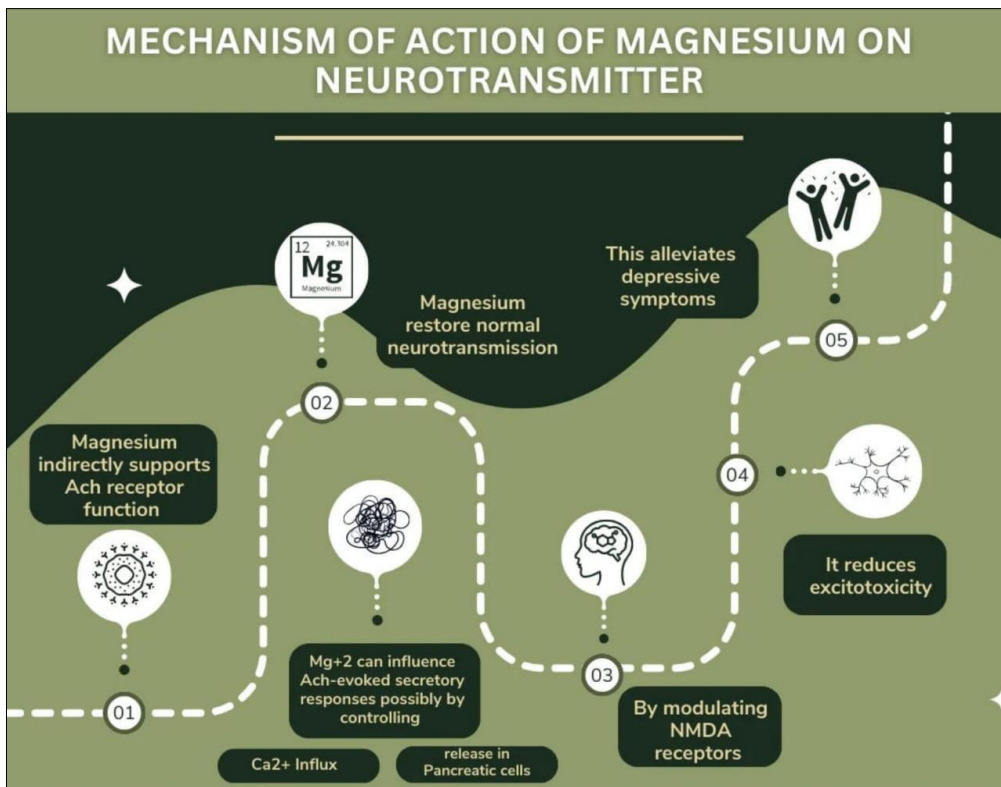 MECHANISM OF ACTION OF MAGNESIUM ON
NEUROTRANSMITTER
Magnesium
indirectly supports
Ach receptor
function
01
12 24.304
Mg
Magnesium
02
Magnesium
restore normal
neurotransmission
Mg+2 can influence
Ach-evoked secretory
responses possibly by
controlling
Ca2+ Influx
release in
Pancreatic cells
03
By modulating
NMDA
receptors
04
It reduces
excitotoxicity
This alleviates
depressive
symptoms
05